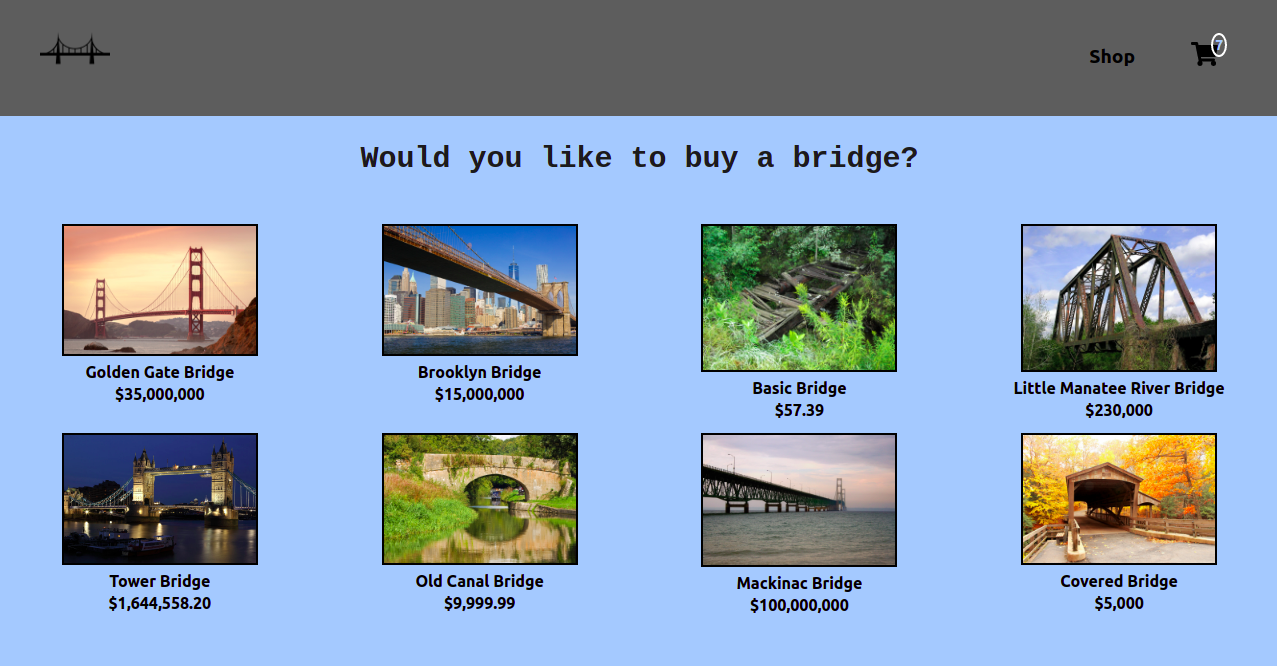 Shop
7
Would you like to buy a bridge?
Golden Gate Bridge
$35,000,000
Brooklyn Bridge
$15,000,000
Basic Bridge
$57.39
Little Manatee River Bridge
$230,000
Tower Bridge
$1,644,558.20
Old Canal Bridge
$9,999.99
Mackinac Bridge
$100,000,000
Covered Bridge
$5,000